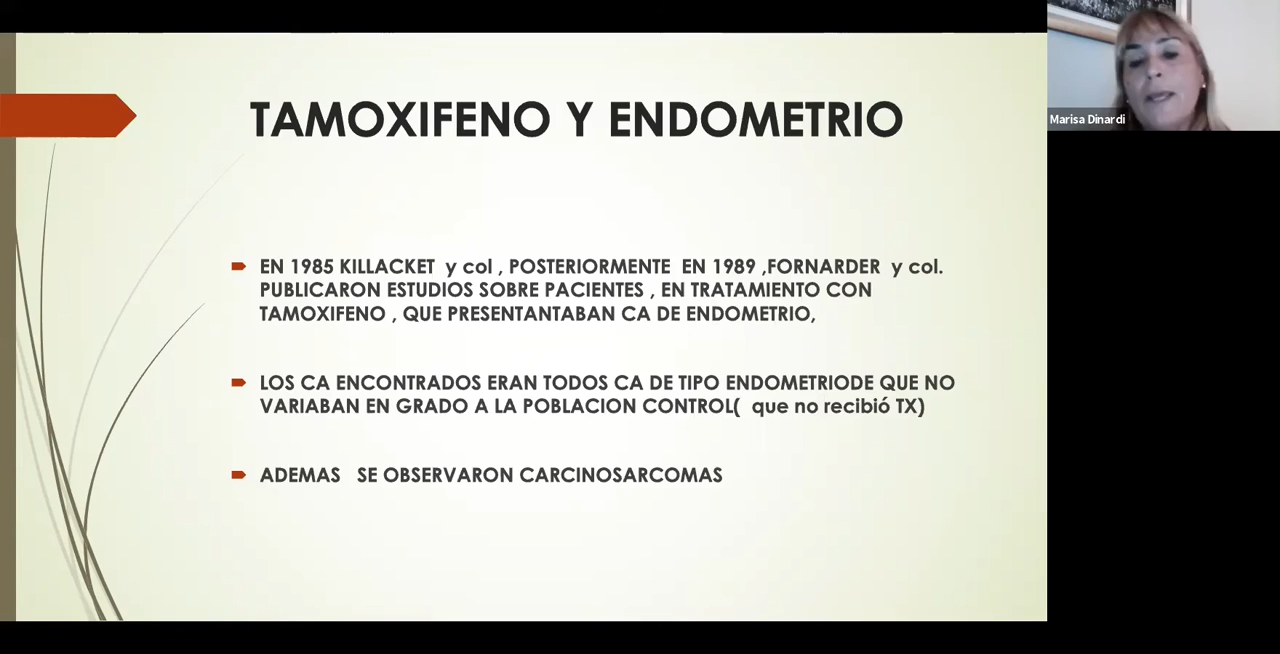 TAMOXIFENO Y ENDOMETRIO
EN 1985 KILLACKET y col , POSTERIORMENTE EN 1989 ,FORNARDER y col.
PUBLICARON ESTUDIOS SOBRE PACIENTES , EN TRATAMIENTO CON
TAMOXIFENO , QUE PRESENTANTABAN CA DE ENDOMETRIO,
LOS CA ENCONTRADOS ERAN TODOS CA DE TIPO ENDOMETRIODE QUE NO
VARIABAN EN GRADO A LA POBLACION CONTROL( que no recibió TX)
ADEMAS SE OBSERVARON CARCINOSARCOMAS
Marisa Dinardi